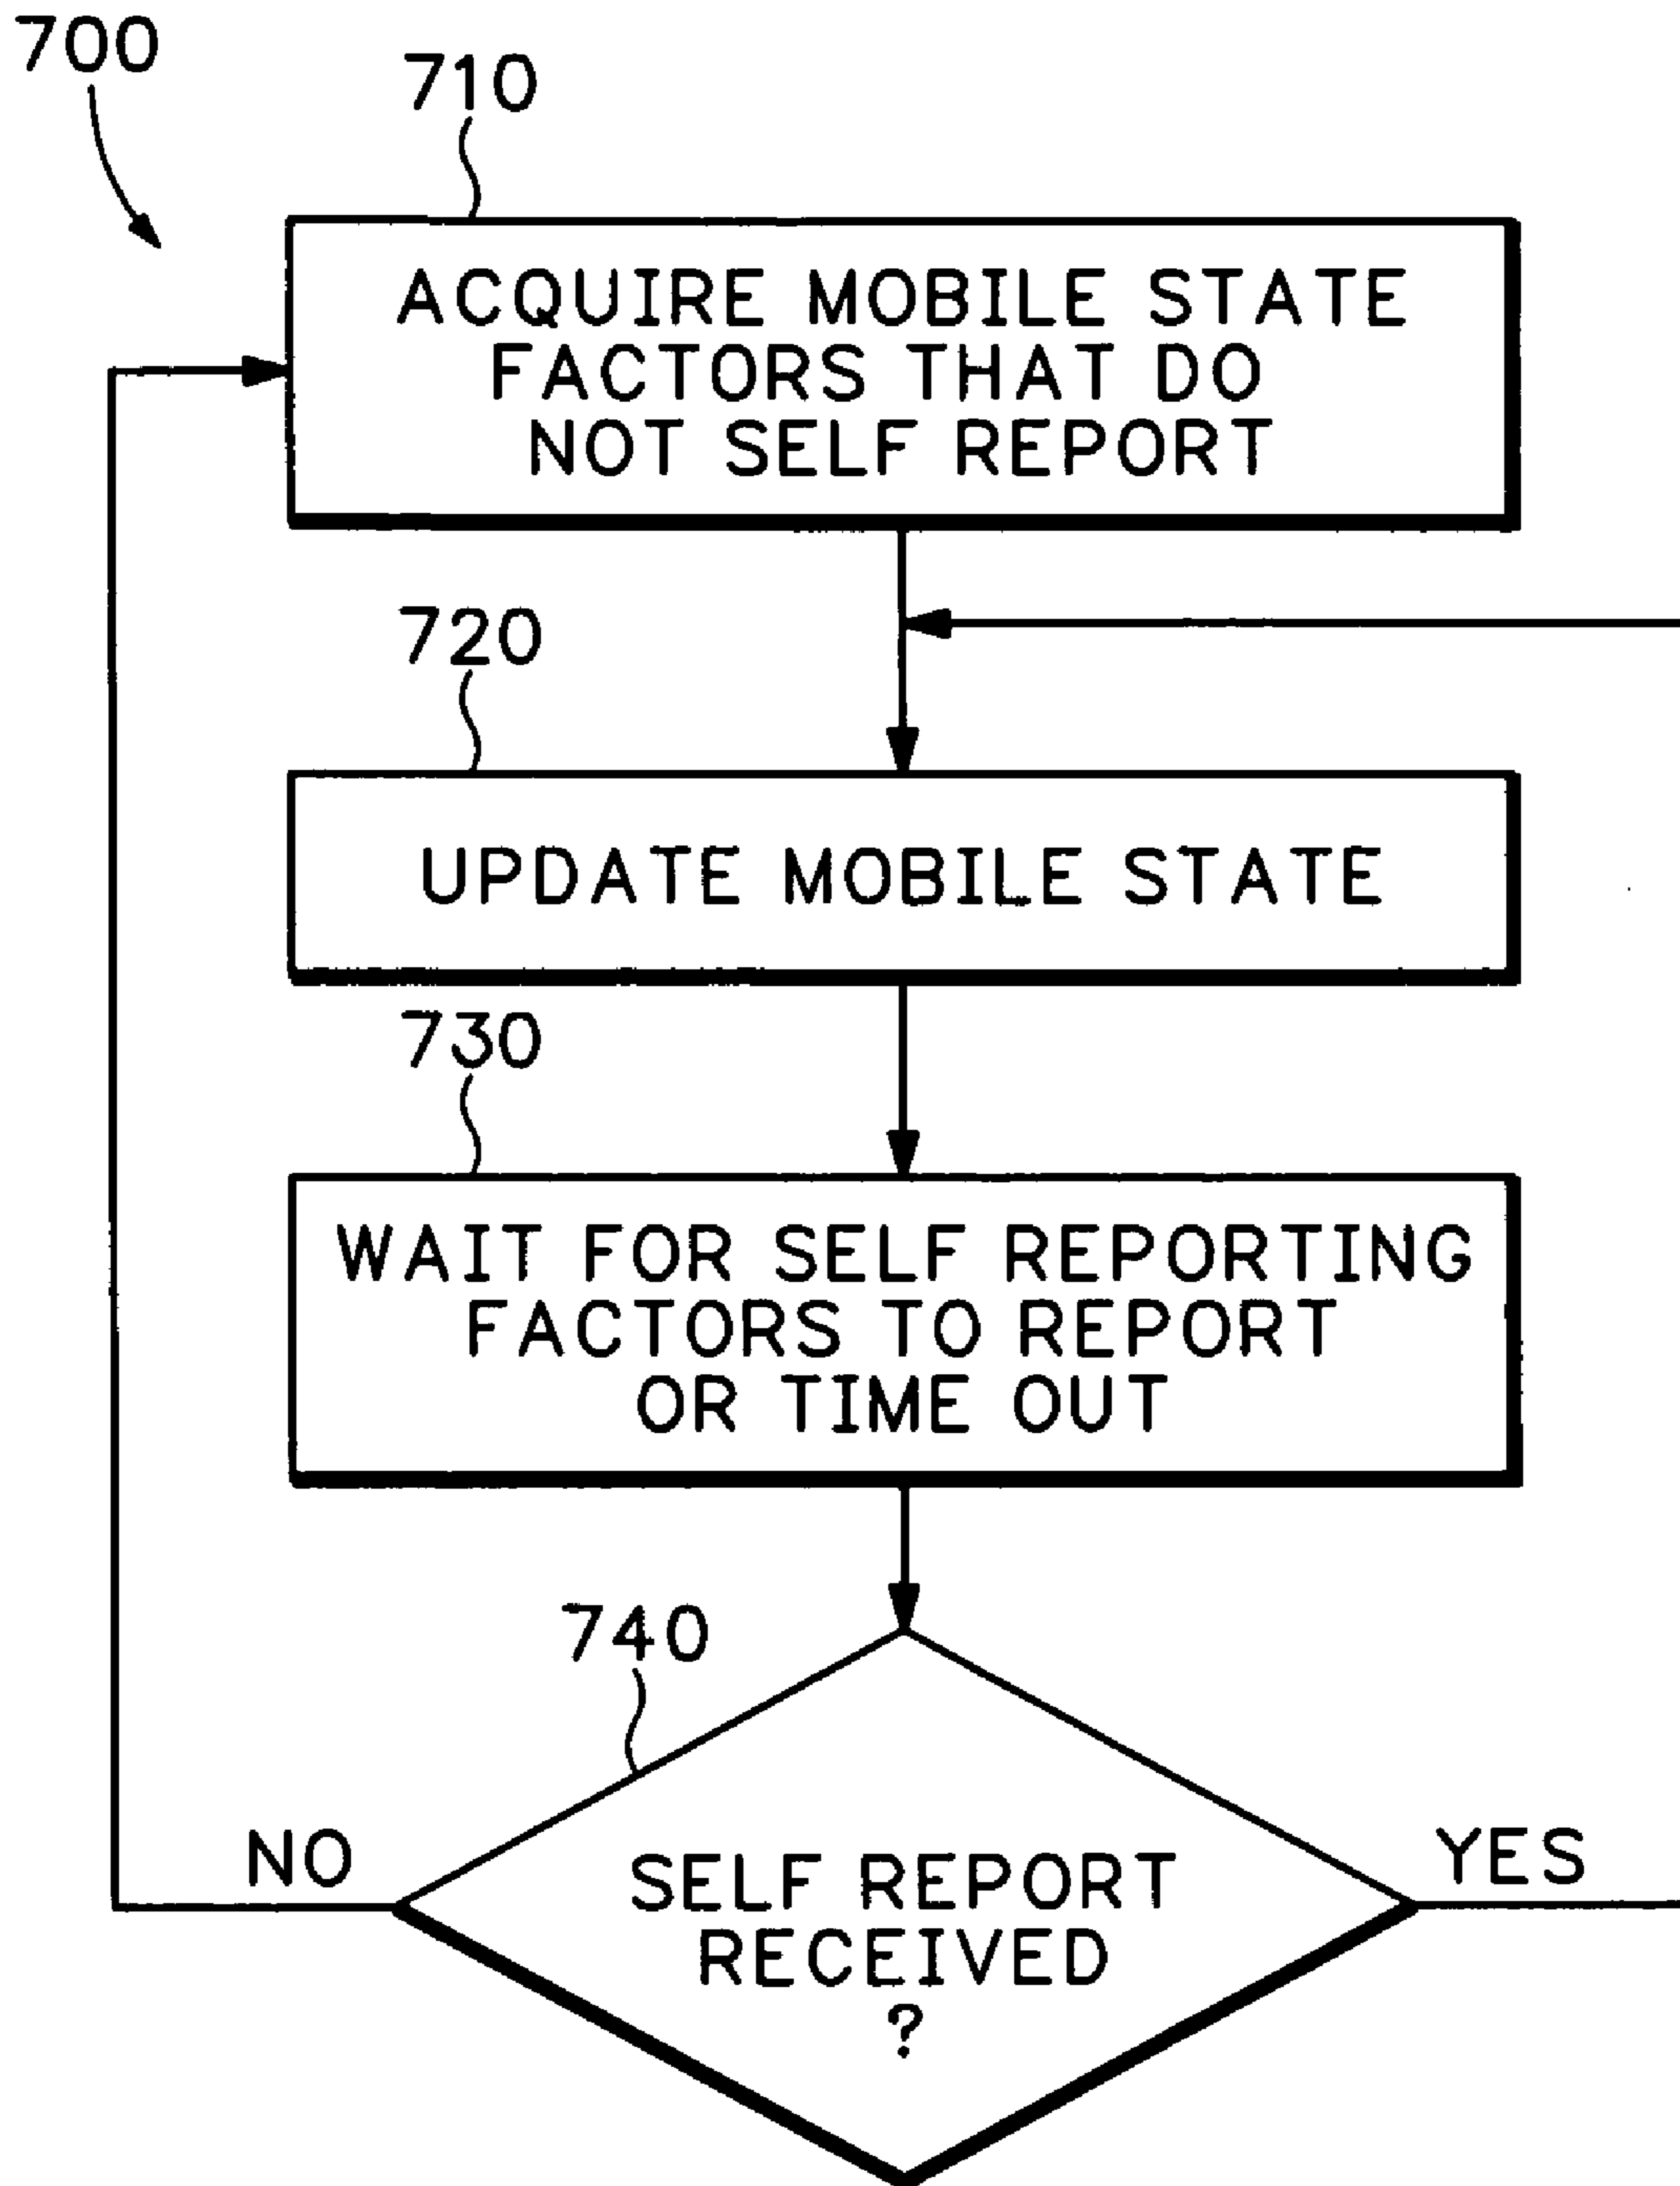 700
710
ACQUIRE MOBILE STATE
FACTORS THAT DO
NOT SELF REPORT
720
UPDATE MOBILE STATE
730
WAIT FOR SELF REPORTING
FACTORS TO REPORT
OR TIME OUT
740
NO
YES
SELF REPORT
RECEIVED
?